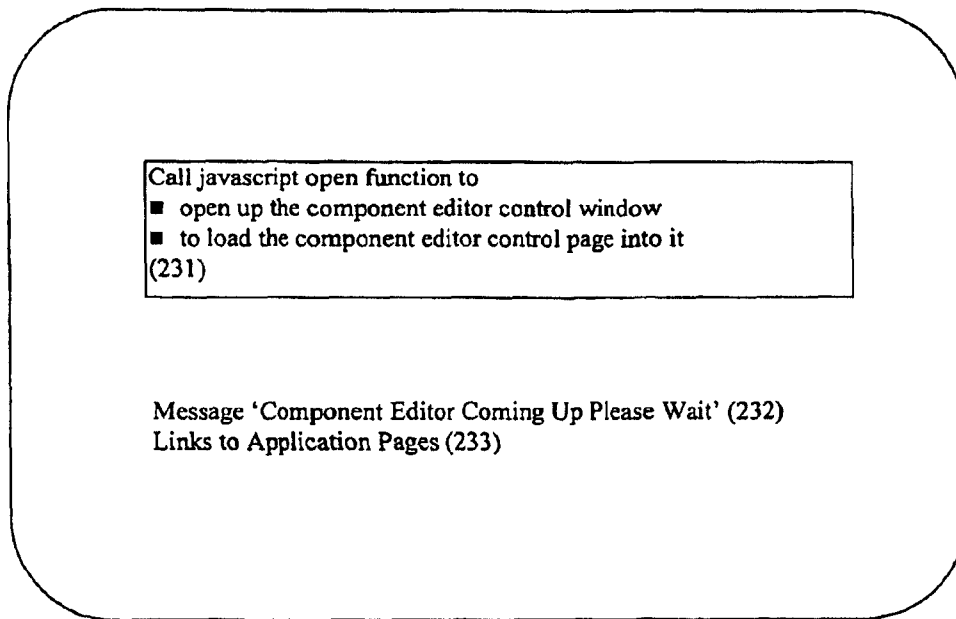 Call javascript open function to
■ open up the component editor control window
■ to load the component editor control page into it
(231)
Message ‘Component Editor Coming Up Please Wait’ (232)
Links to Application Pages (233)